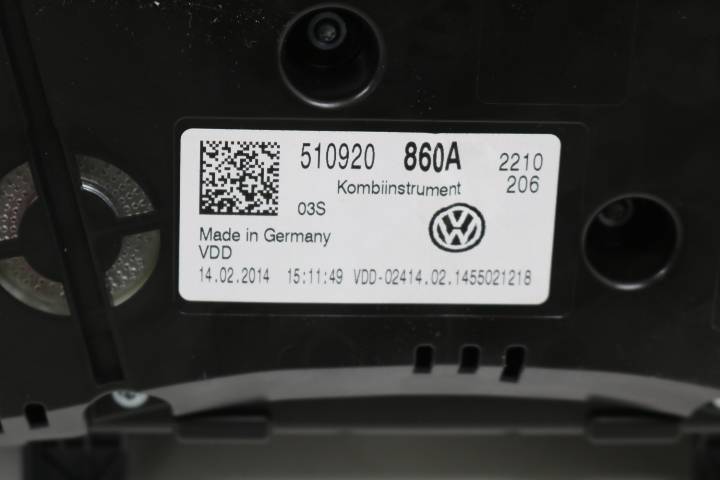 510920 860A 2210
Kombiinstrument 206
03S
Made in Germany
VDD
14.02.2014 15:11:49 VDD-02414.02.1455021218